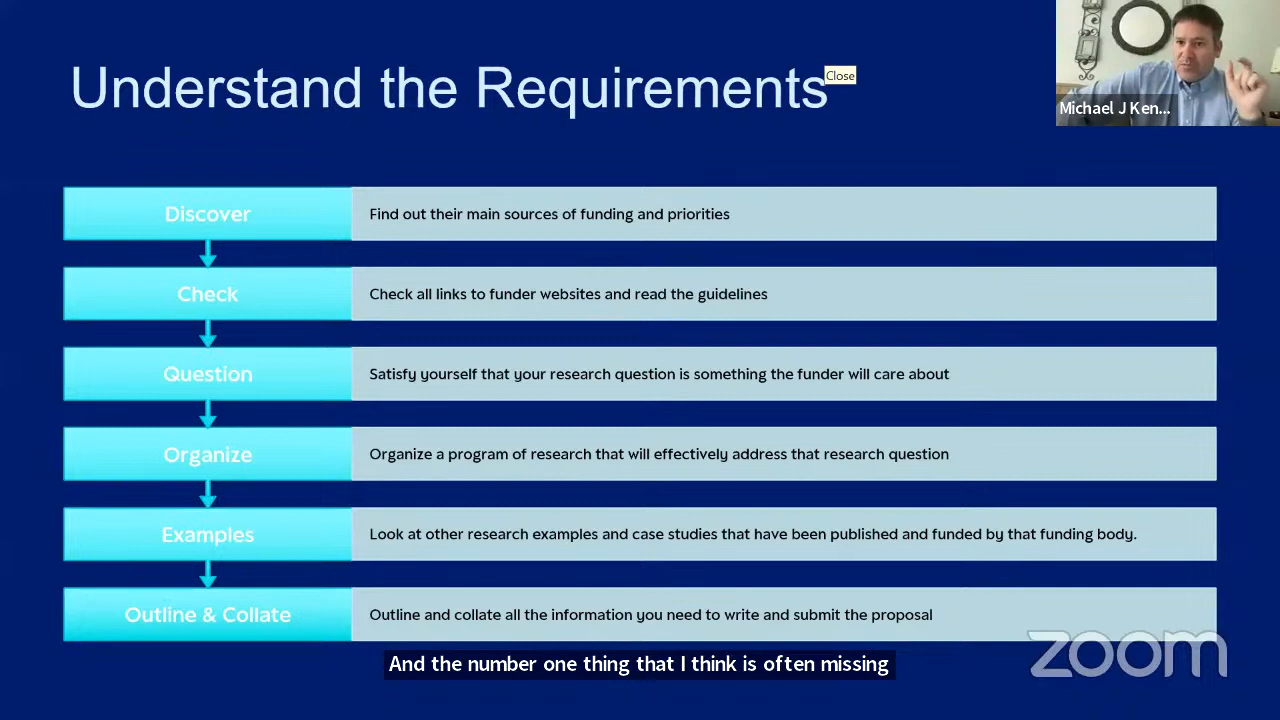 Understand the Requirements
Close
Michael J Ken...
Discover
Find out their main sources of funding and priorities
Check
Check all links to funder websites and read the guidelines
Question
Satisfy yourself that your research question is something the funder will care about
Organize
Organize a program of research that will effectively address that research question
Examples
Look at other research examples and case studies that have been published and funded by that funding body.
Outline & Collate
Outline and collate all the information you need to write and submit the proposal
zoom
And the number one thing that I think is often missing